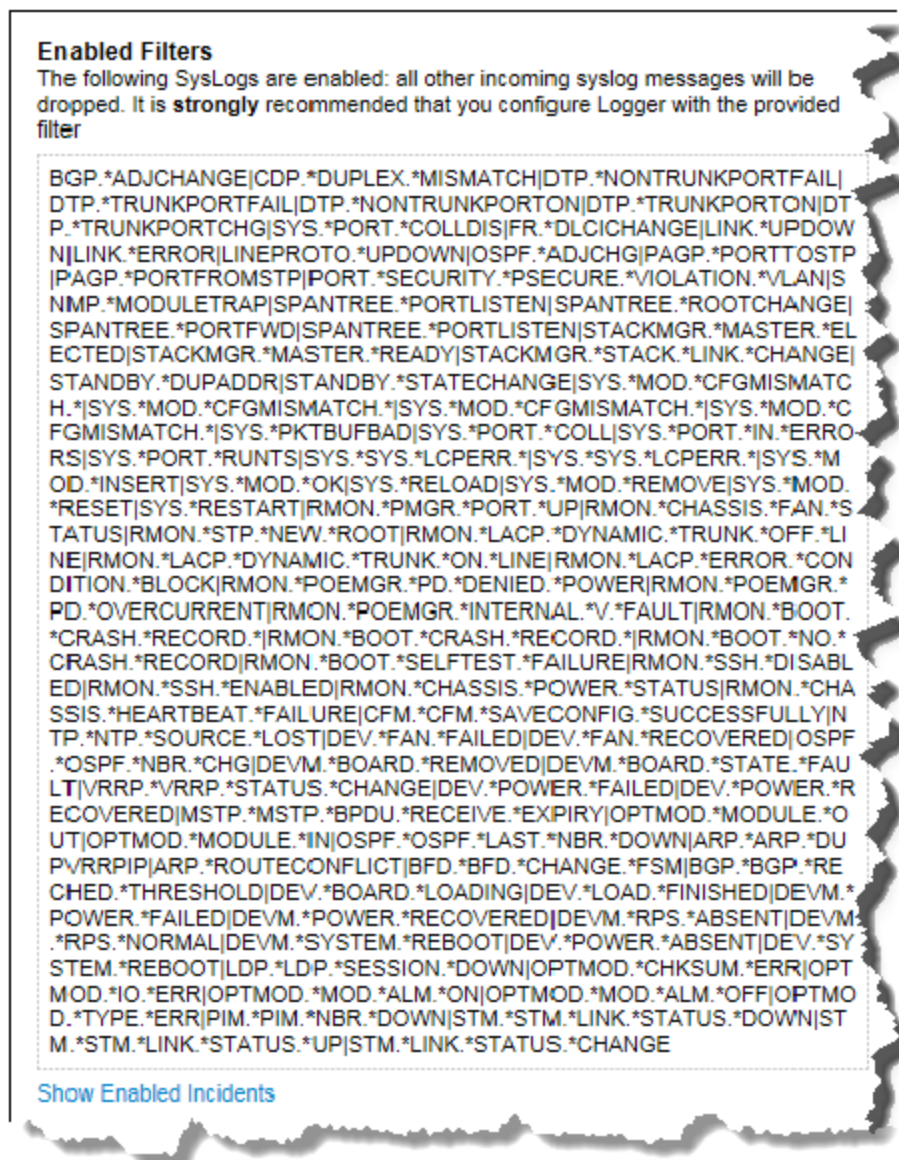 Enabled Filters
The following SysLogs are enabled: all other incoming syslog messages will be
dropped. It is strongly recommended that you configure Logger with the provided
filter
BGP.*ADJCHANGE|CDP.*DUPLEX.*MISMATCH|DTP.*NONTRUNKPORTFAIL|
DTP.*TRUNKPORTFAIL|DTP.*NONTRUNKPORTON|DTP.*TRUNKPORTON|DT
P.*TRUNKPORTCHG|SYS.*PORT.*COLLDIS|FR.*DLCICHANGE|LINK.*UPDOW
N|LINK.*ERROR|LINEPROTO.*UPDOWN|OSPF.*ADJCHG|PAGP.*PORTTOSTP
|PAGP.*PORTFROMSTP|PORT.*SECURITY.*PSECURE.*VIOLATION.*VLAN|S
NMP.*MODULETRAP|SPANTREE.*PORTLISTEN|SPANTREE.*ROOTCHANGE|
SPANTREE.*PORTFWD|SPANTREE.*PORTLISTEN|STACKMGR.*MASTER.*EL
ECTED|STACKMGR.*MASTER.*READY|STACKMGR.*STACK.*LINK.*CHANGE|
STANDBY.*DUPADDR|STANDBY.*STATECHANGE|SYS.*MOD.*CFGMISMATC
H.*|SYS.*MOD.*CFGMISMATCH.*|SYS.*MOD.*CFGMISMATCH.*|SYS.*MOD.*C
FGMISMATCH.*|SYS.*PKTBUFBAD|SYS.*PORT.*COLL|SYS.*PORT.*IN.*ERRO
RS|SYS.*PORT.*RUNTS|SYS.*SYS.*LCPERR.*|SYS.*SYS.*LCPERR.*|SYS.*M
OD.*INSERT|SYS.*MOD.*OK|SYS.*RELOAD|SYS.*MOD.*REMOVE|SYS.*MOD.
*RESET|SYS.*RESTART|RMON.*PMGR.*PORT.*UP|RMON.*CHASSIS.*FAN.*S
TATUS|RMON.*STP.*NEW.*ROOT|RMON.*LACP.*DYNAMIC.*TRUNK.*OFF.*LI
NE|RMON.*LACP.*DYNAMIC.*TRUNK.*ON.*LINE|RMON.*LACP.*ERROR.*CON
DITION.*BLOCK|RMON.*POEMGR.*PD.*DENIED.*POWER|RMON.*POEMGR.*
PD.*OVERCURRENT|RMON.*POEMGR.*INTERNAL.*V.*FAULT|RMON.*BOOT.
*CRASH.*RECORD.*|RMON.*BOOT.*CRASH.*RECORD.*|RMON.*BOOT.*NO.*
CRASH.*RECORD|RMON.*BOOT.*SELFTEST.*FAILURE|RMON.*SSH.*DISABL
ED|RMON.*SSH.*ENABLED|RMON.*CHASSIS.*POWER.*STATUS|RMON.*CHA
SSIS.*HEARTBEAT.*FAILURE|CFM.*CFM.*SAVECONFIG.*SUCCESSFULLY|N
TP.*NTP.*SOURCE.*LOST|DEV.*FAN.*FAILED|DEV.*FAN.*RECOVERED|OSPF
.*OSPF.*NBR.*CHG|DEVM.*BOARD.*REMOVED|DEVM.*BOARD.*STATE.*FAU
LT|VRRP.*VRRP.*STATUS.*CHANGE|DEV.*POWER.*FAILED|DEV.*POWER.*R
ECOVERED|MSTP.*MSTP.*BPDU.*RECEIVE.*EXPIRY|OPTMOD.*MODULE.*O
UT|OPTMOD.*MODULE.*IN|OSPF.*OSPF.*LAST.*NBR.*DOWN|ARP.*ARP.*DU
PVRRPIP|ARP.*ROUTECONFLICT|BFD.*BFD.*CHANGE.*FSM|BGP.*BGP.*RE
CHED.*THRESHOLD|DEV.*BOARD.*LOADING|DEV.*LOAD.*FINISHED|DEVM.*
POWER.*FAILED|DEVM.*POWER.*RECOVERED|DEVM.*RPS.*ABSENT|DEVM
.*RPS.*NORMAL|DEVM.*SYSTEM.*REBOOT|DEV.*POWER.*ABSENT|DEV.*SY
STEM.*REBOOT|LDP.*LDP.*SESSION.*DOWN|OPTMOD.*CHKSUM.*ERR|OPT
MOD.*IO.*ERR|OPTMOD.*MOD.*ALM.*ON|OPTMOD.*MOD.*ALM.*OFF|OPTMO
D.*TYPE.*ERR|PIM.*PIM.*NBR.*DOWN|STM.*STM.*LINK.*STATUS.*DOWN|ST
M.*STM.*LINK.*STATUS.*UP|STM.*LINK.*STATUS.*CHANGE
Show Enabled Incidents